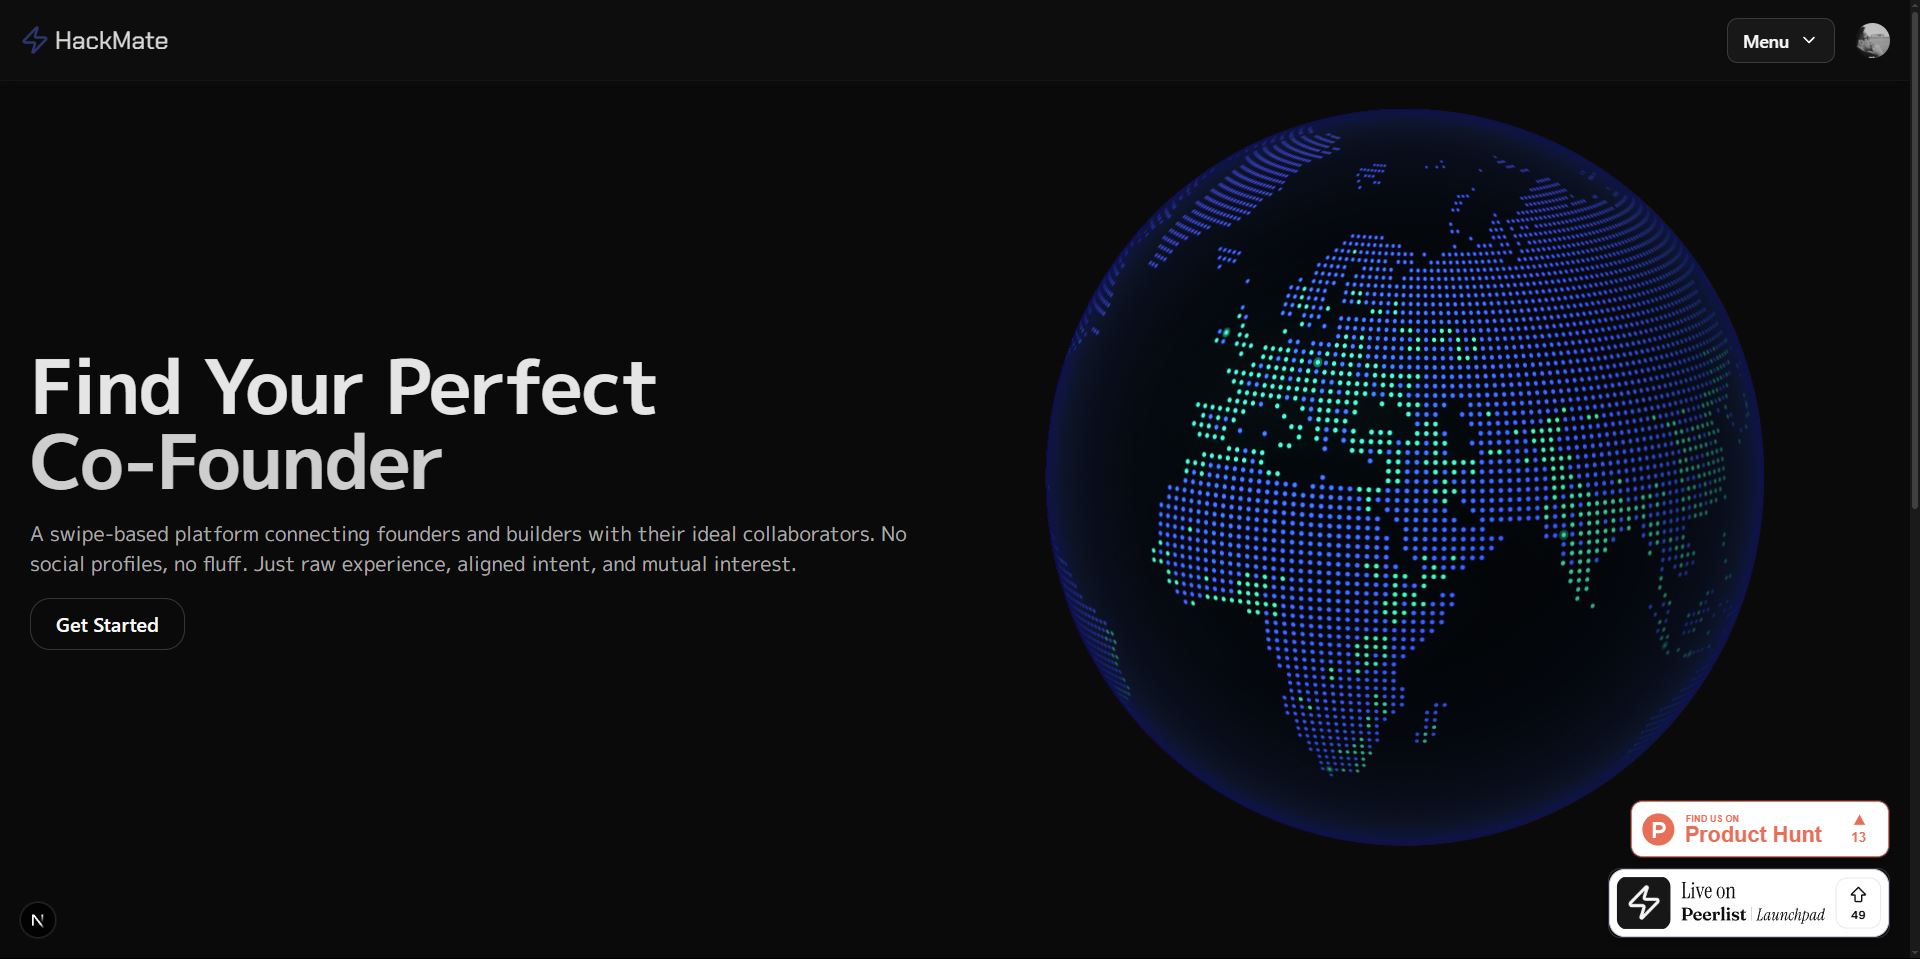 HackMate
Menu
Find Your Perfect
Co-Founder
A swipe-based platform connecting founders and builders with their ideal collaborators. No
social profiles, no fluff. Just raw experience, aligned intent, and mutual interest.
Get Started
P
FIND US ON
Product Hunt
13
Live on
Peerlist | Launchpad
49
N